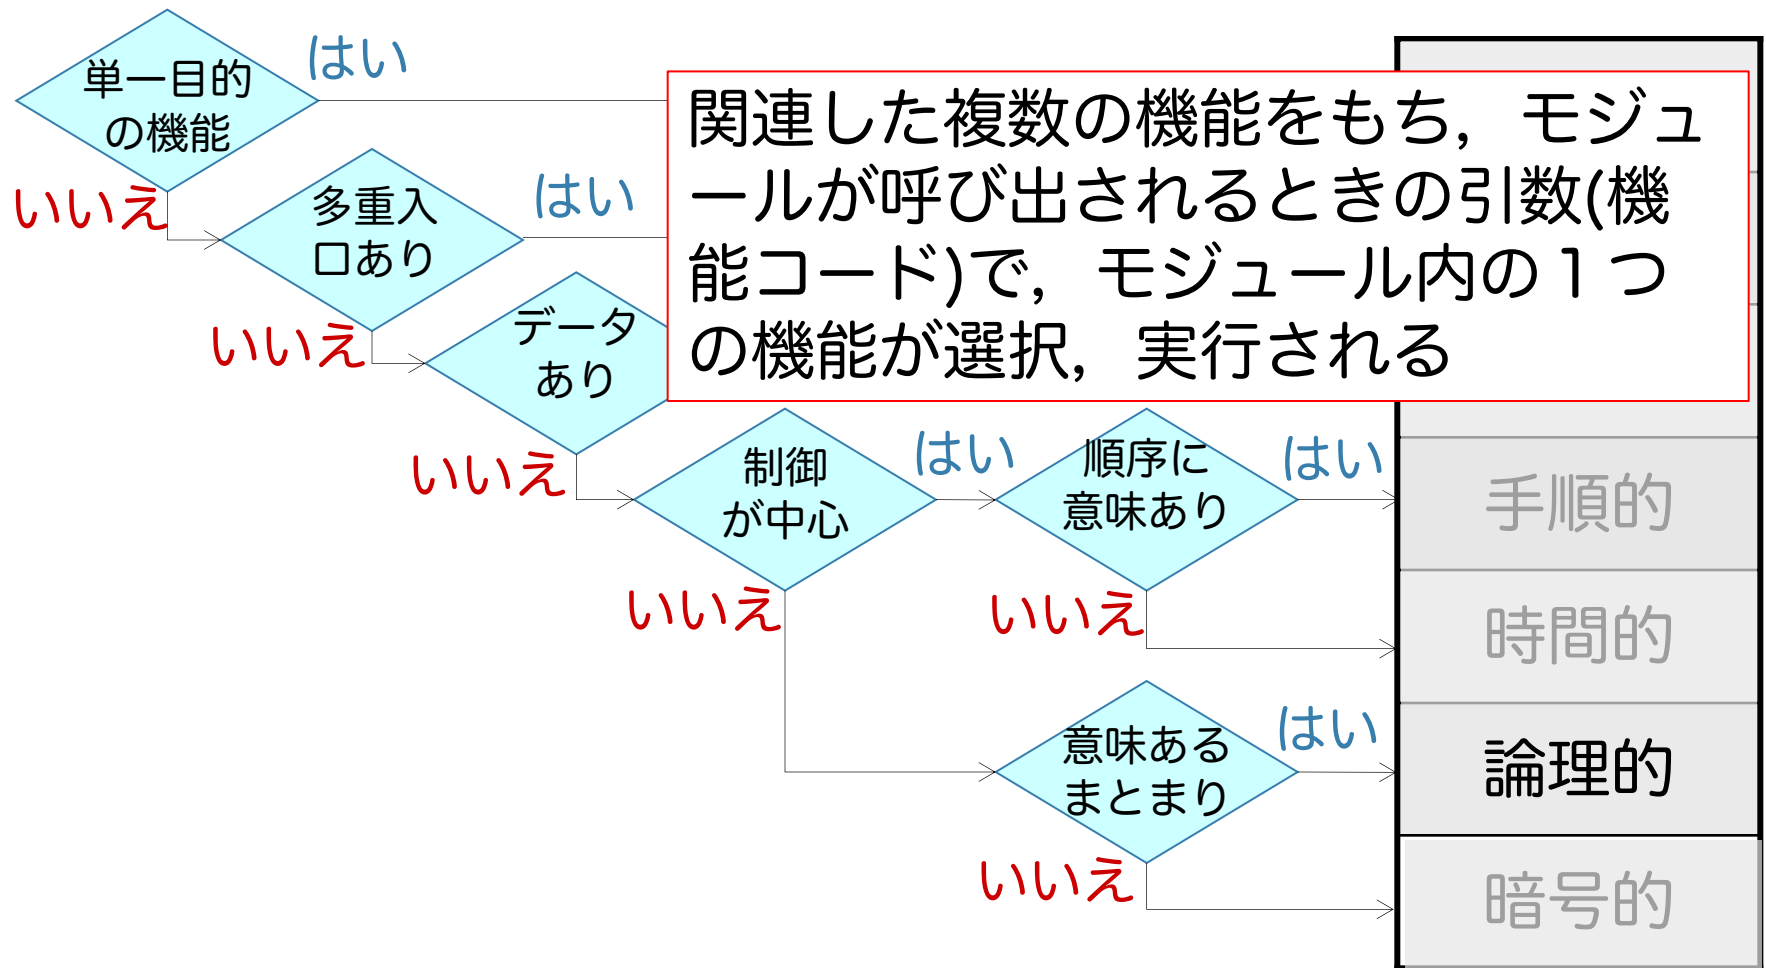 単一目的
の機能
はい
いいえ
多重入
口あり
はい
いいえ
データ
あり
いいえ
関連した複数の機能をもち，モジュ
ールが呼び出されるときの引数(機
能コード)で，モジュール内の１つ
の機能が選択，実行される
制御
が中心
はい
いいえ
順序に
意味あり
はい
いいえ
意味ある
まとまり
はい
いいえ
手順的
時間的
論理的
暗号的